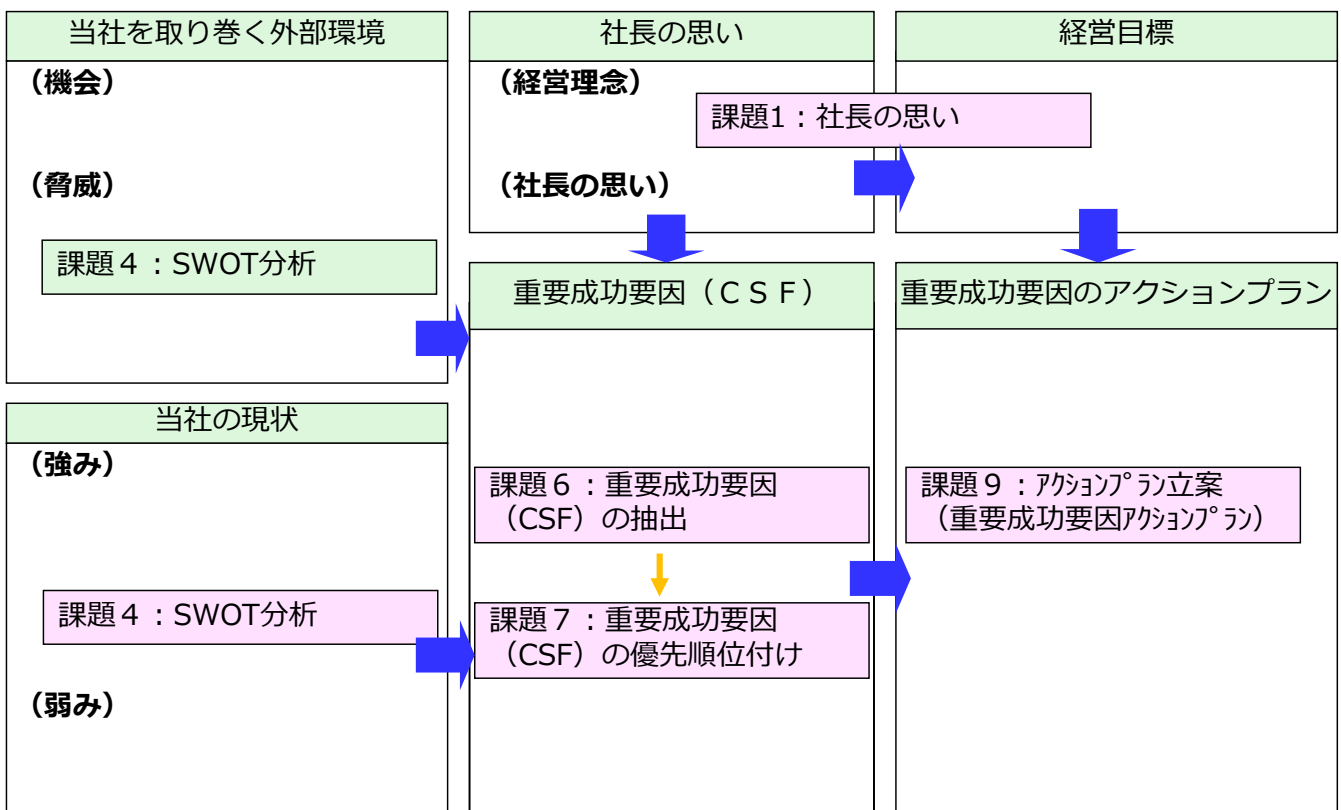 当社を取り巻く外部環境
（機会）
（脅威）
課題４：SWOT分析
当社の現状
（強み）
課題４：SWOT分析
（弱み）
社長の思い
（経営理念）
課題1：社長の思い
（社長の思い）
経営目標
重要成功要因（ＣＳＦ）
課題６：重要成功要因
（CSF）の抽出
課題７：重要成功要因
（CSF）の優先順位付け
重要成功要因のアクションプラン
課題９：ｱｸｼｮﾝﾌﾟﾗﾝ立案
（重要成功要因ｱｸｼｮﾝﾌﾟﾗﾝ）